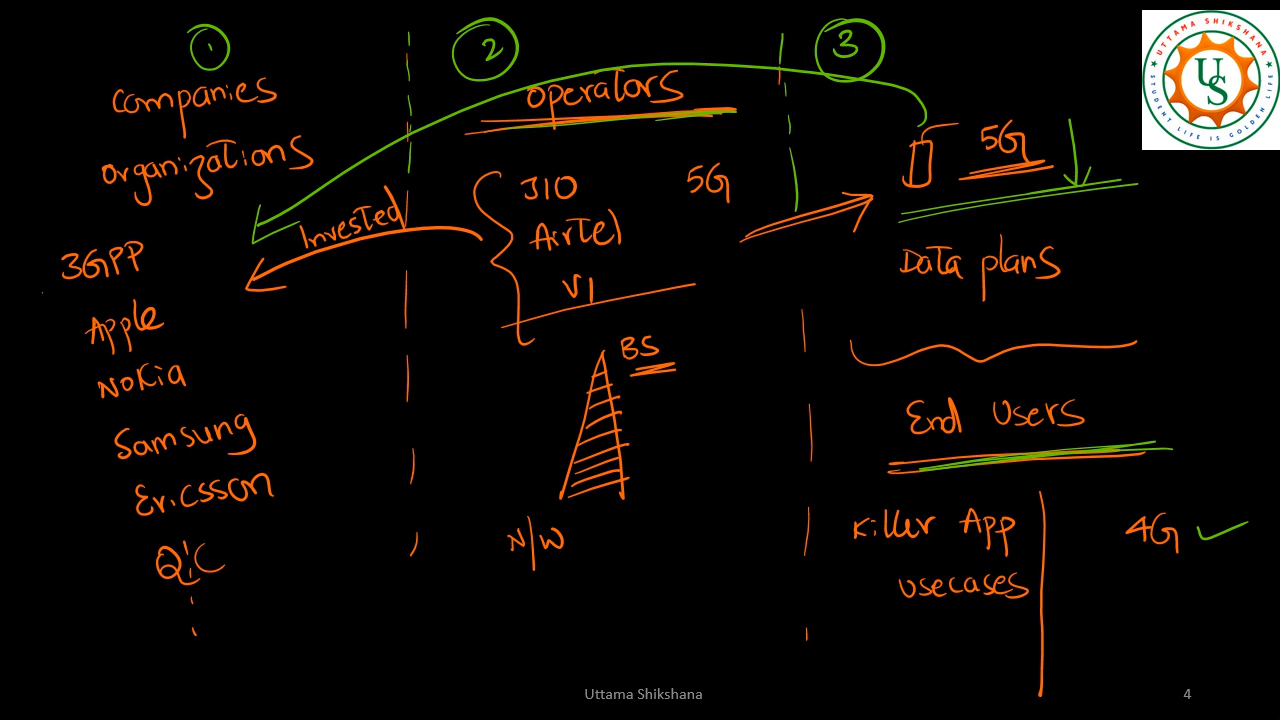 1
companies
organizations
3GPP
Apple
Nokia
Samsung
Ericsson
Invested
2
operators
JIO 5G
Airtel
VI
BS
N/W
3
5G
Data plans
End Users
Killer App
usecases
4G
UTTAMA SHIKSHANA
US
STUDENT LIFE IS GOLDEN LIFE
Uttama Shikshana
4